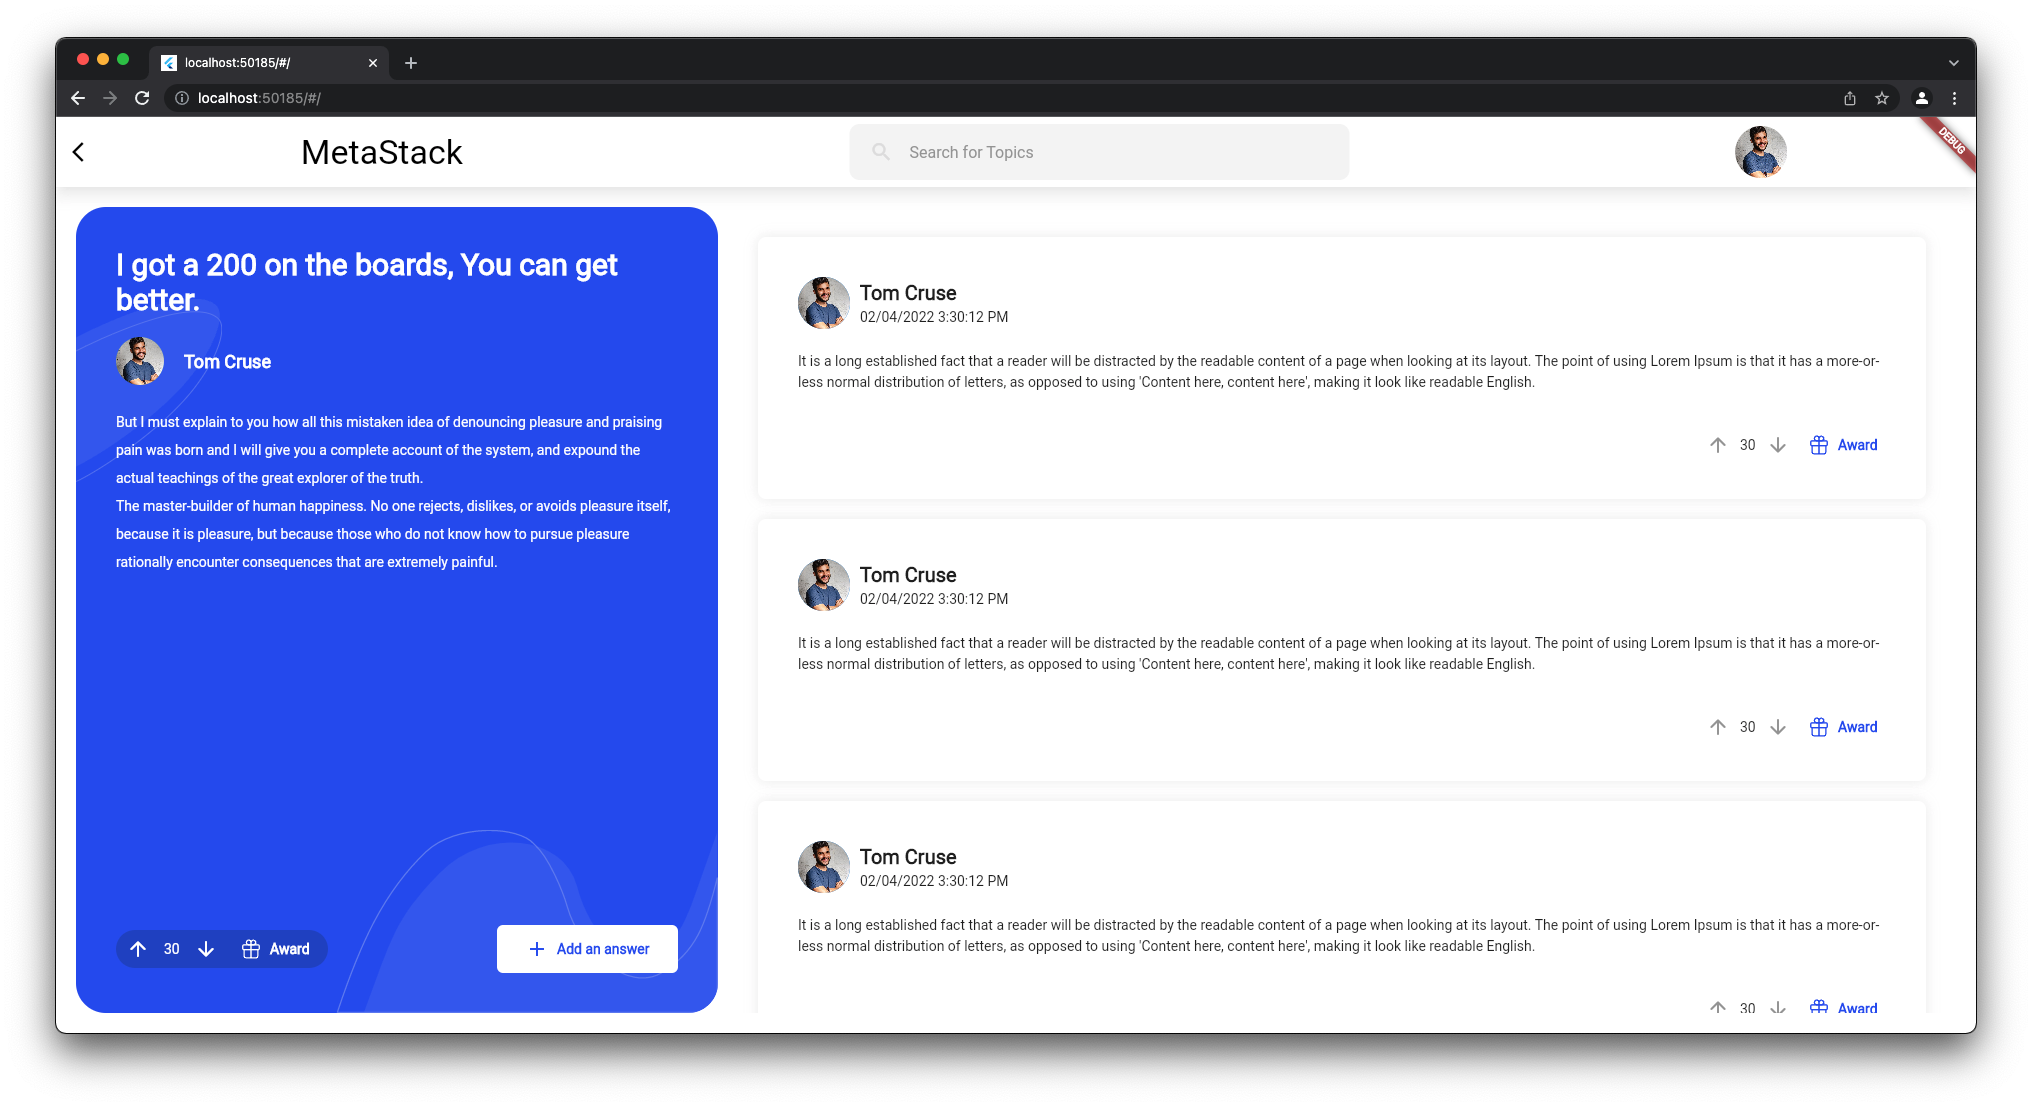 localhost:50185/#/
localhost:50185/#/
MetaStack
Search for Topics
DEBUG
I got a 200 on the boards, You can get
better.
Tom Cruse
But I must explain to you how all this mistaken idea of denouncing pleasure and praising
pain was born and I will give you a complete account of the system, and expound the
actual teachings of the great explorer of the truth.
The master-builder of human happiness. No one rejects, dislikes, or avoids pleasure itself,
because it is pleasure, but because those who do not know how to pursue pleasure
rationally encounter consequences that are extremely painful.
30
Award
Add an answer
Tom Cruse
02/04/2022 3:30:12 PM
It is a long established fact that a reader will be distracted by the readable content of a page when looking at its layout. The point of using Lorem Ipsum is that it has a more-or-
less normal distribution of letters, as opposed to using 'Content here, content here', making it look like readable English.
30
Award
Tom Cruse
02/04/2022 3:30:12 PM
It is a long established fact that a reader will be distracted by the readable content of a page when looking at its layout. The point of using Lorem Ipsum is that it has a more-or-
less normal distribution of letters, as opposed to using 'Content here, content here', making it look like readable English.
30
Award
Tom Cruse
02/04/2022 3:30:12 PM
It is a long established fact that a reader will be distracted by the readable content of a page when looking at its layout. The point of using Lorem Ipsum is that it has a more-or-
less normal distribution of letters, as opposed to using 'Content here, content here', making it look like readable English.
30
Award